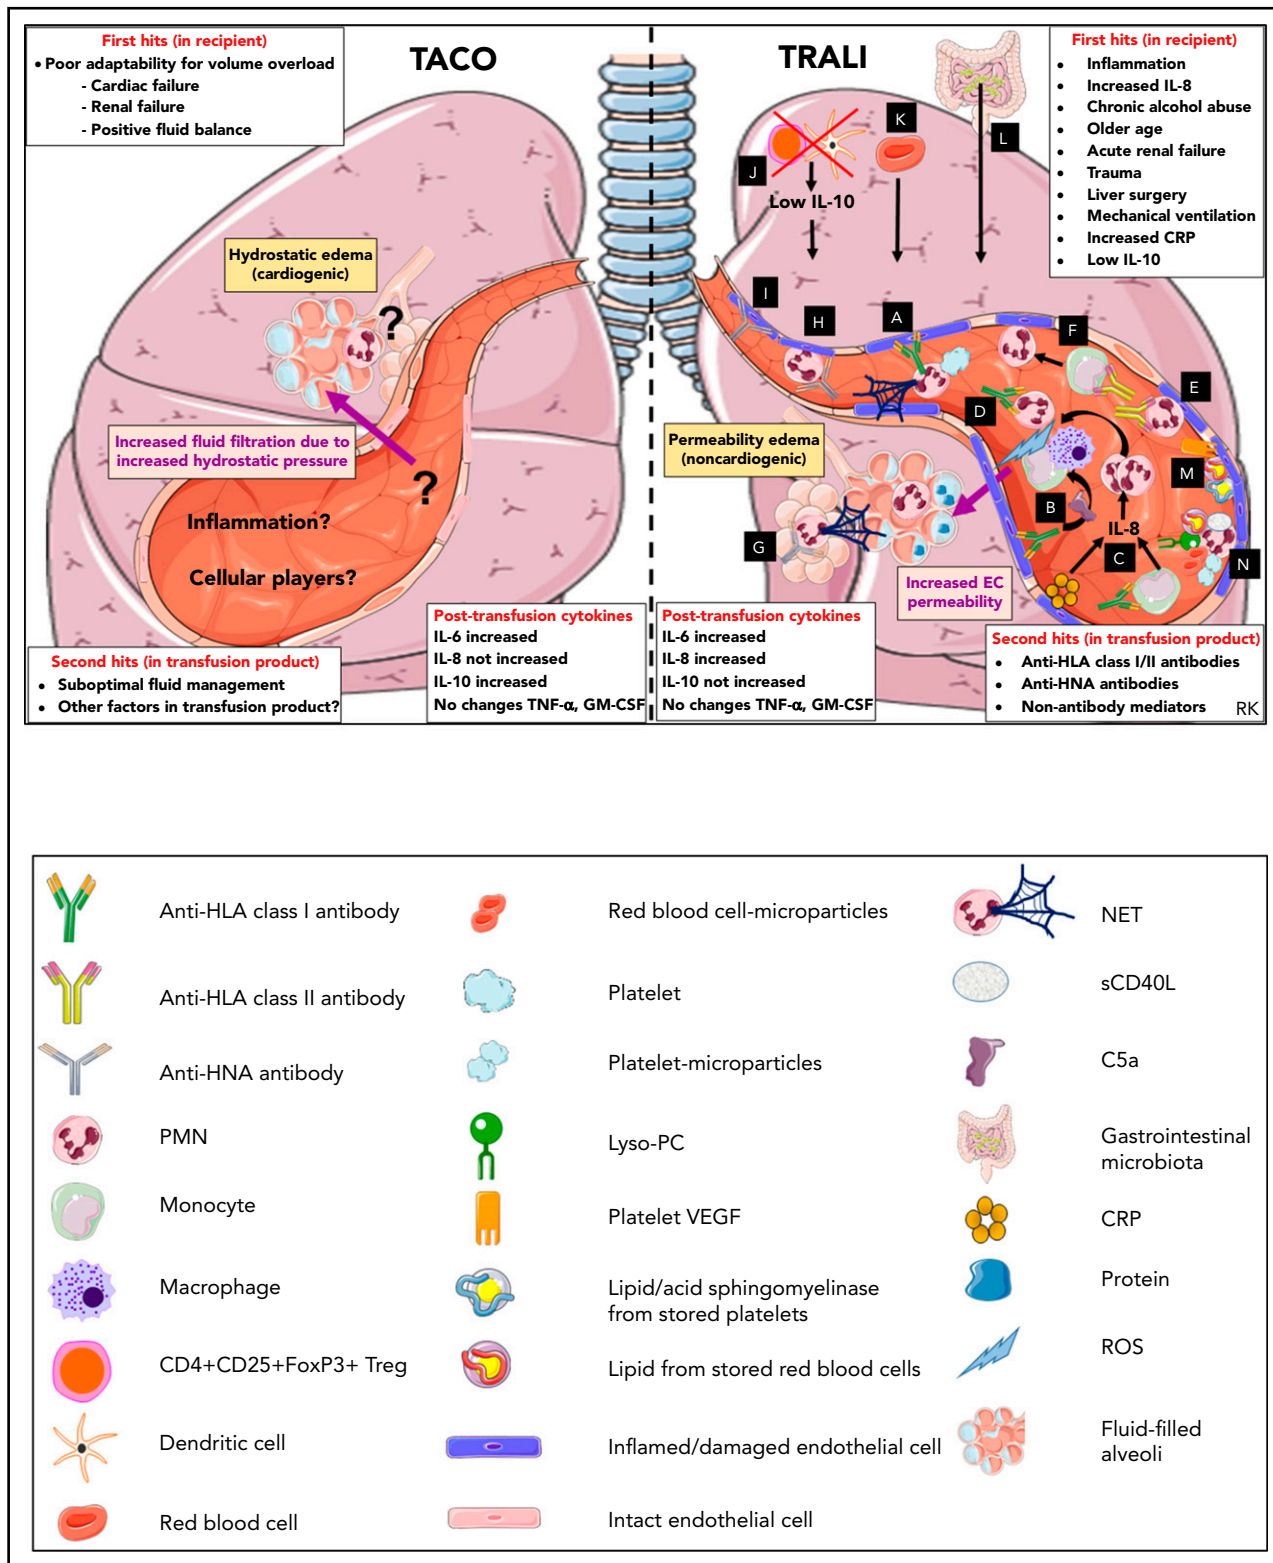 First hits (in recipient)
• Poor adaptability for volume overload
- Cardiac failure
- Renal failure
- Positive fluid balance
TACO
Hydrostatic edema
(cardiogenic)
?
Increased fluid filtration due to
increased hydrostatic pressure
?
Inflammation?
Cellular players?
Second hits (in transfusion product)
• Suboptimal fluid management
• Other factors in transfusion product?
Post-transfusion cytokines
IL-6 increased
IL-8 not increased
IL-10 increased
No changes TNF-α, GM-CSF
TRALI
First hits (in recipient)
• Inflammation
• Increased IL-8
• Chronic alcohol abuse
• Older age
• Acute renal failure
• Trauma
• Liver surgery
• Mechanical ventilation
• Increased CRP
• Low IL-10
J
K
L
Low IL-10
I
H
A
F
E
D
Permeability edema
(noncardiogenic)
M
B
IL-8
C
G
N
Increased EC
permeability
Post-transfusion cytokines
IL-6 increased
IL-8 increased
IL-10 not increased
No changes TNF-α, GM-CSF
Second hits (in transfusion product)
• Anti-HLA class I/II antibodies
• Anti-HNA antibodies
• Non-antibody mediators
RK
Anti-HLA class I antibody
Anti-HLA class II antibody
Anti-HNA antibody
PMN
Monocyte
Macrophage
CD4+CD25+FoxP3+ Treg
Dendritic cell
Red blood cell
Red blood cell-microparticles
Platelet
Platelet-microparticles
Lyso-PC
Platelet VEGF
Lipid/acid sphingomyelinase
from stored platelets
Lipid from stored red blood cells
Inflamed/damaged endothelial cell
Intact endothelial cell
NET
sCD40L
C5a
Gastrointestinal
microbiota
CRP
Protein
ROS
Fluid-filled
alveoli